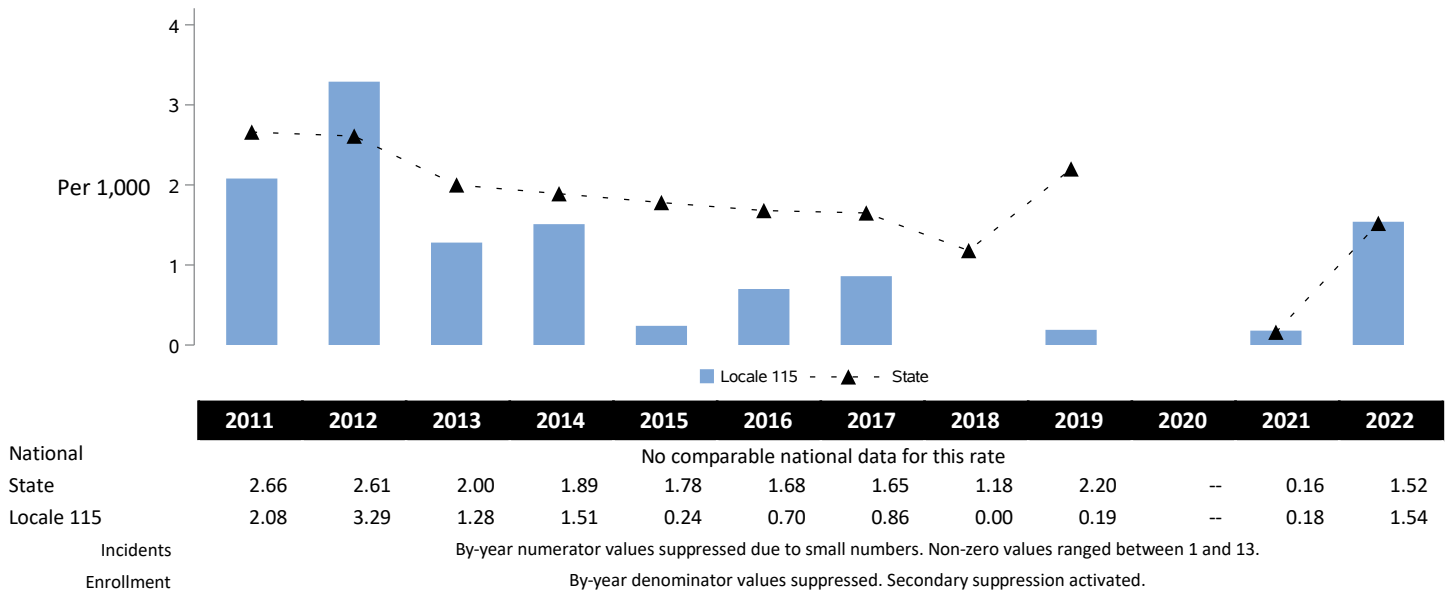 4
3
Per 1,000 2
1
0
Locale 115 State
2011 2012 2013 2014 2015 2016 2017 2018 2019 2020 2021 2022
National No comparable national data for this rate
State 2.66 2.61 2.00 1.89 1.78 1.68 1.65 1.18 2.20 -- 0.16 1.52
Locale 115 2.08 3.29 1.28 1.51 0.24 0.70 0.86 0.00 0.19 -- 0.18 1.54
Incidents By-year numerator values suppressed due to small numbers. Non-zero values ranged between 1 and 13.
Enrollment By-year denominator values suppressed. Secondary suppression activated.